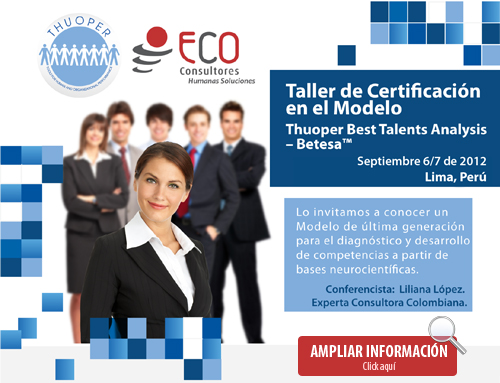 THUOPER
ECO
Consultores
Humanas Soluciones
Taller de Certificación
en el Modelo
Thuoper Best Talents Analysis
– Betesa™
Septiembre 6/7 de 2012
Lima, Perú
Lo invitamos a conocer un
Modelo de última generación
para el diagnóstico y desarrollo
de competencias a partir de
bases neurocientíficas.
Conferencista: Liliana López.
Experta Consultora Colombiana.
AMPLIAR INFORMACIÓN
Click aquí